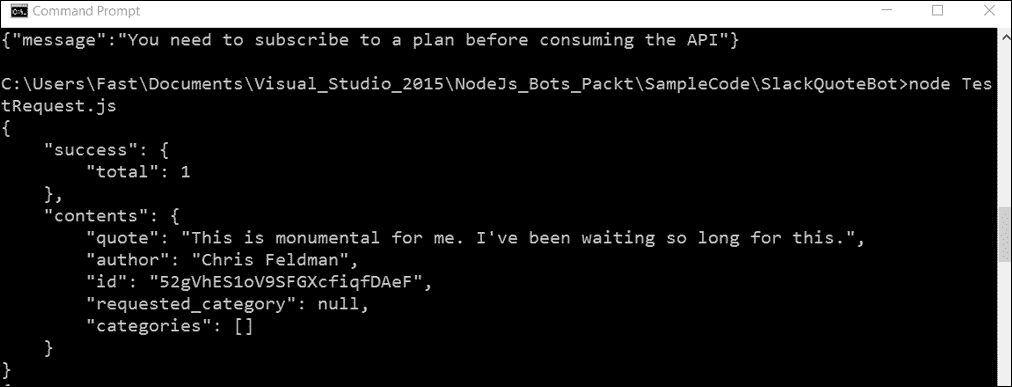 Command Prompt
{"message":"You need to subscribe to a plan before consuming the API"}
C:\Users\Fast\Documents\Visual_Studio_2015\NodeJs_Bots_Packt\SampleCode\SlackQuoteBot>node Tes
tRequest.js
{
    "success": {
        "total": 1
    },
    "contents": {
        "quote": "This is monumental for me. I've been waiting so long for this.",
        "author": "Chris Feldman",
        "id": "52gVhES1oV9SFGXcfiqfDAeF",
        "requested_category": null,
        "categories": []
    }
}